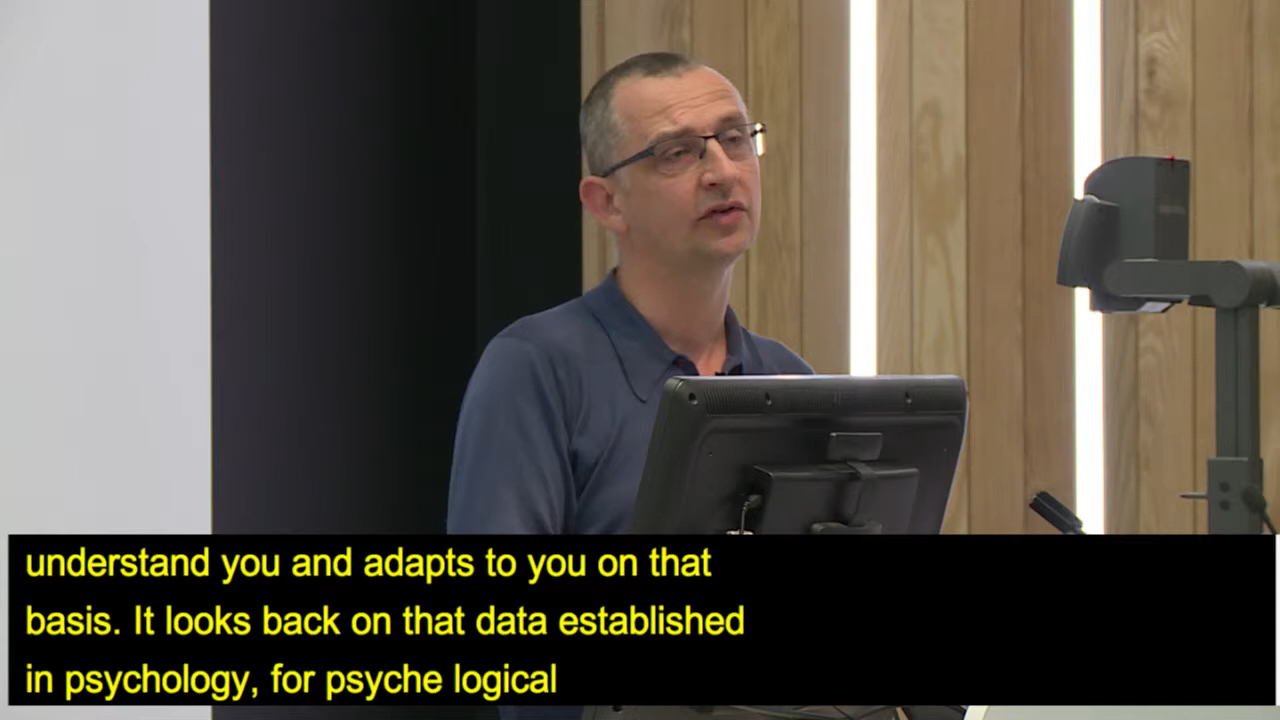 understand you and adapts to you on that
basis. It looks back on that data established
in psychology, for psyche logical